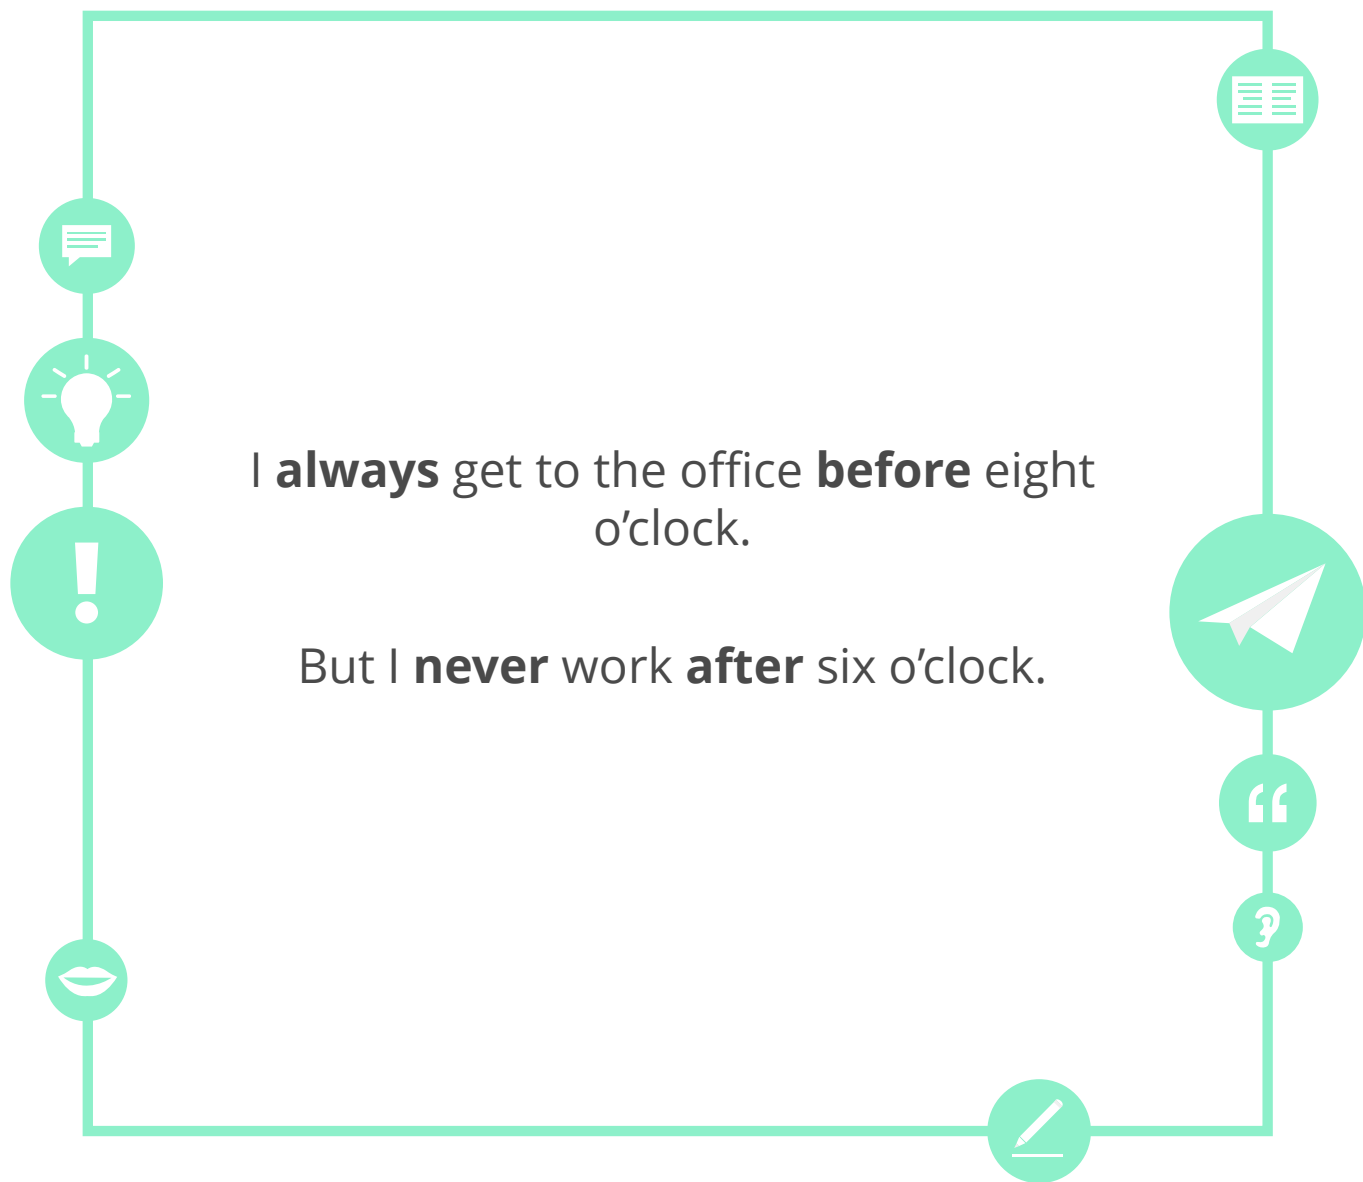 I always get to the office before eight
o’clock.
But I never work after six o’clock.